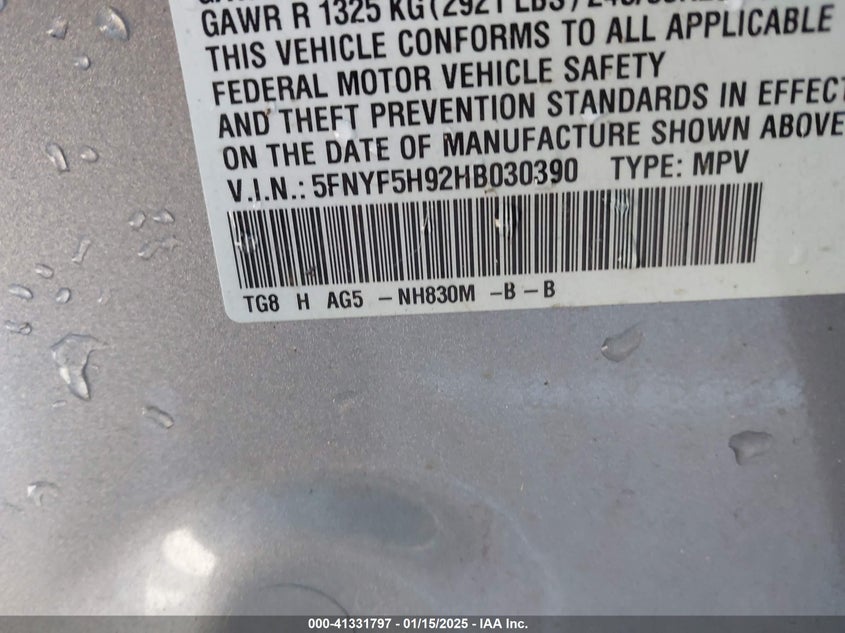 GAWR R 1325 KG (2921 LBS)
THIS VEHICLE CONFORMS TO ALL APPLICABLE
FEDERAL MOTOR VEHICLE SAFETY
AND THEFT PREVENTION STANDARDS IN EFFECT
ON THE DATE OF MANUFACTURE SHOWN ABOVE
V.I.N.: 5FNYF5H92HB030390 TYPE: MPV
TG8 H AG5 -NH830M -B-B
000-41331797 - 01/15/2025 - IAA Inc.